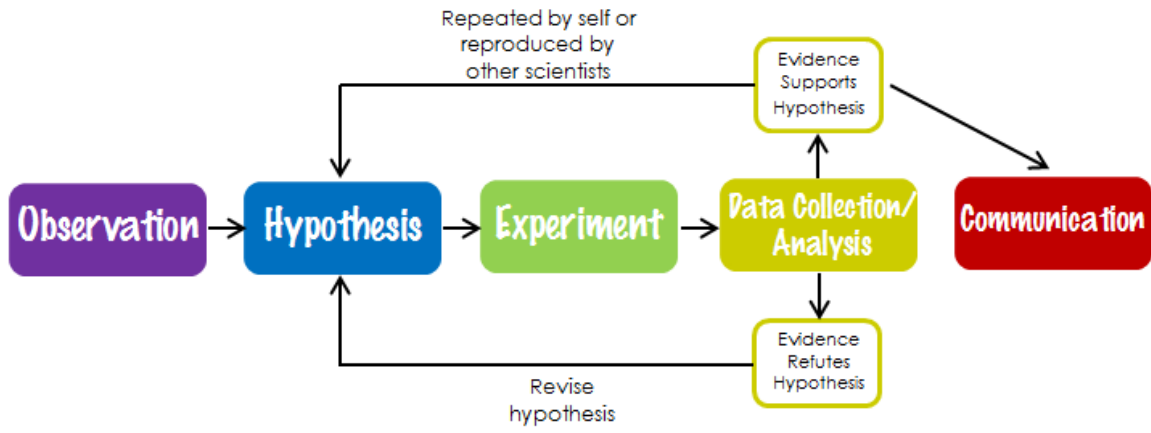 Repeated by self or
reproduced by
other scientists
Evidence
Supports
Hypothesis
Observation
Hypothesis
Experiment
Data Collection/
Analysis
Communication
Evidence
Refutes
Hypothesis
Revise
hypothesis